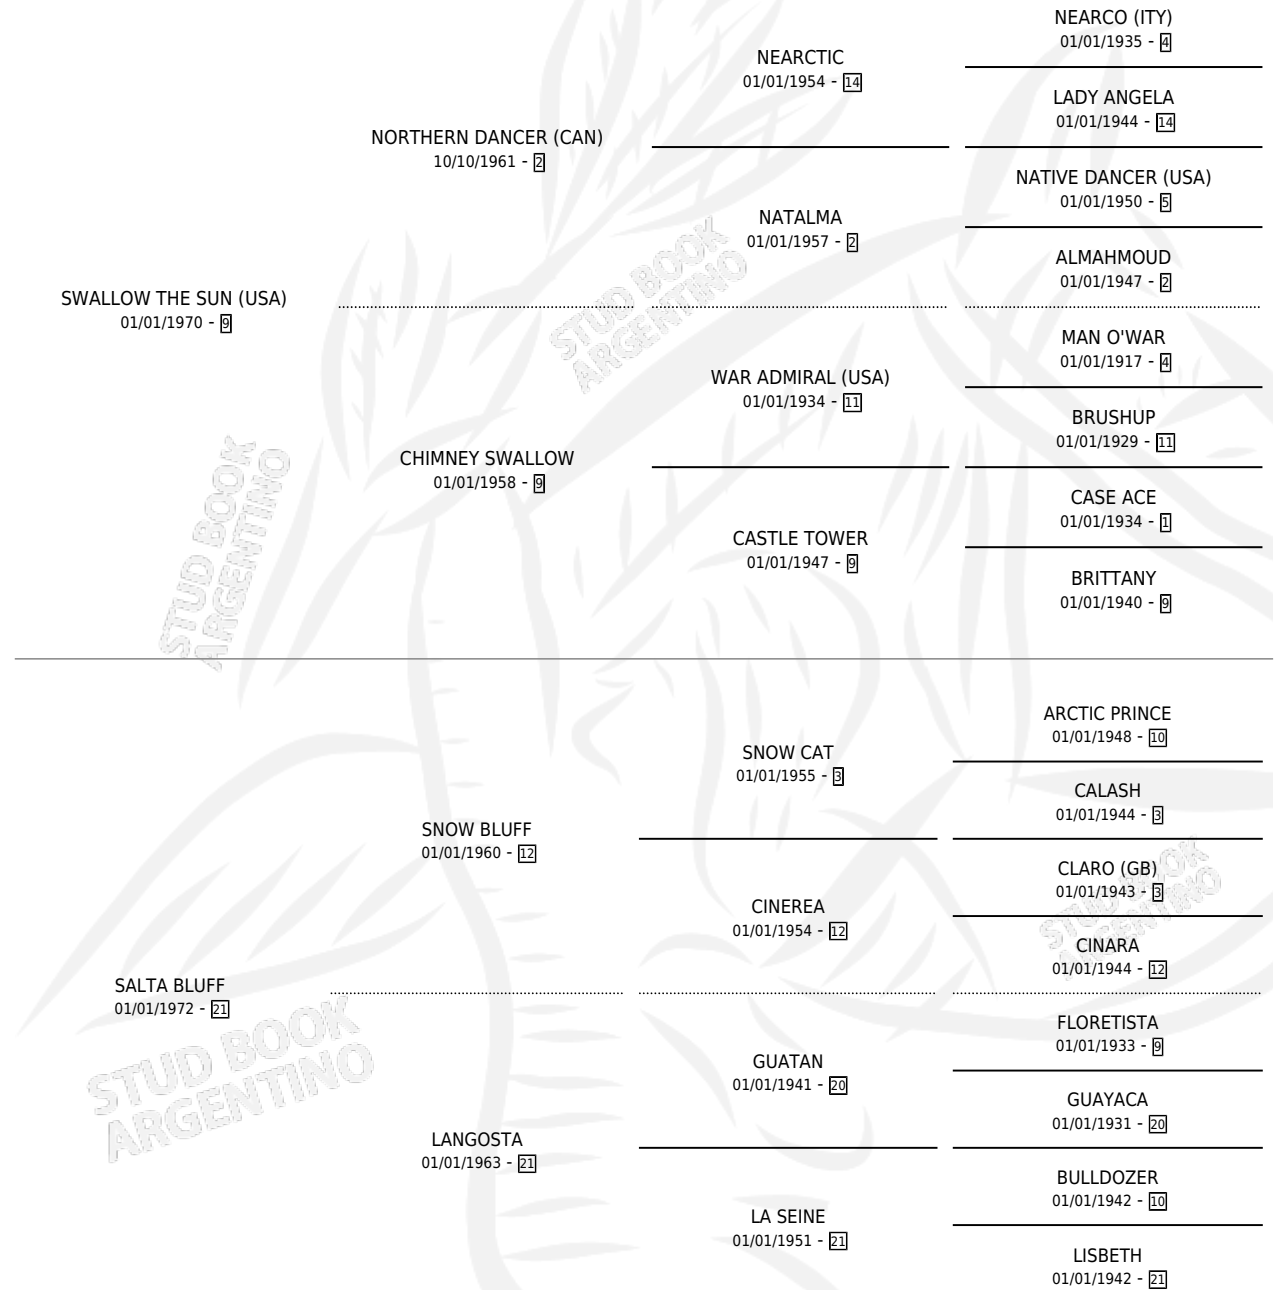 NEARCO (ITY)
01/01/1935 - 4
NEARCTIC
01/01/1954 - 14
LADY ANGELA
01/01/1944 - 14
NORTHERN DANCER (CAN)
10/10/1961 - 2
NATIVE DANCER (USA)
01/01/1950 - 5
NATALMA
01/01/1957 - 2
ALMAHMOUD
01/01/1947 - 2
STUD BOOK
ARGENTINO
SWALLOW THE SUN (USA)
01/01/1970 - 9
MAN O'WAR
01/01/1917 - 4
WAR ADMIRAL (USA)
01/01/1934 - 11
BRUSHUP
01/01/1929 - 11
CHIMNEY SWALLOW
01/01/1958 - 9
CASE ACE
01/01/1934 - 1
CASTLE TOWER
01/01/1947 - 9
BRITTANY
01/01/1940 - 9
STUD BOOK
ARGENTINO
ARCTIC PRINCE
01/01/1948 - 10
SNOW CAT
01/01/1955 - 3
CALASH
01/01/1944 - 3
SNOW BLUFF
01/01/1960 - 12
CLARO (GB)
01/01/1943 - 3
CINEREA
01/01/1954 - 12
CINARA
01/01/1944 - 12
STUD BOOK
ARGENTINO
SALTA BLUFF
01/01/1972 - 21
FLORETISTA
01/01/1933 - 9
GUATAN
01/01/1941 - 20
GUAYACA
01/01/1931 - 20
STUD BOOK
ARGENTINO
LANGOSTA
01/01/1963 - 21
BULLDOZER
01/01/1942 - 10
LA SEINE
01/01/1951 - 21
LISBETH
01/01/1942 - 21